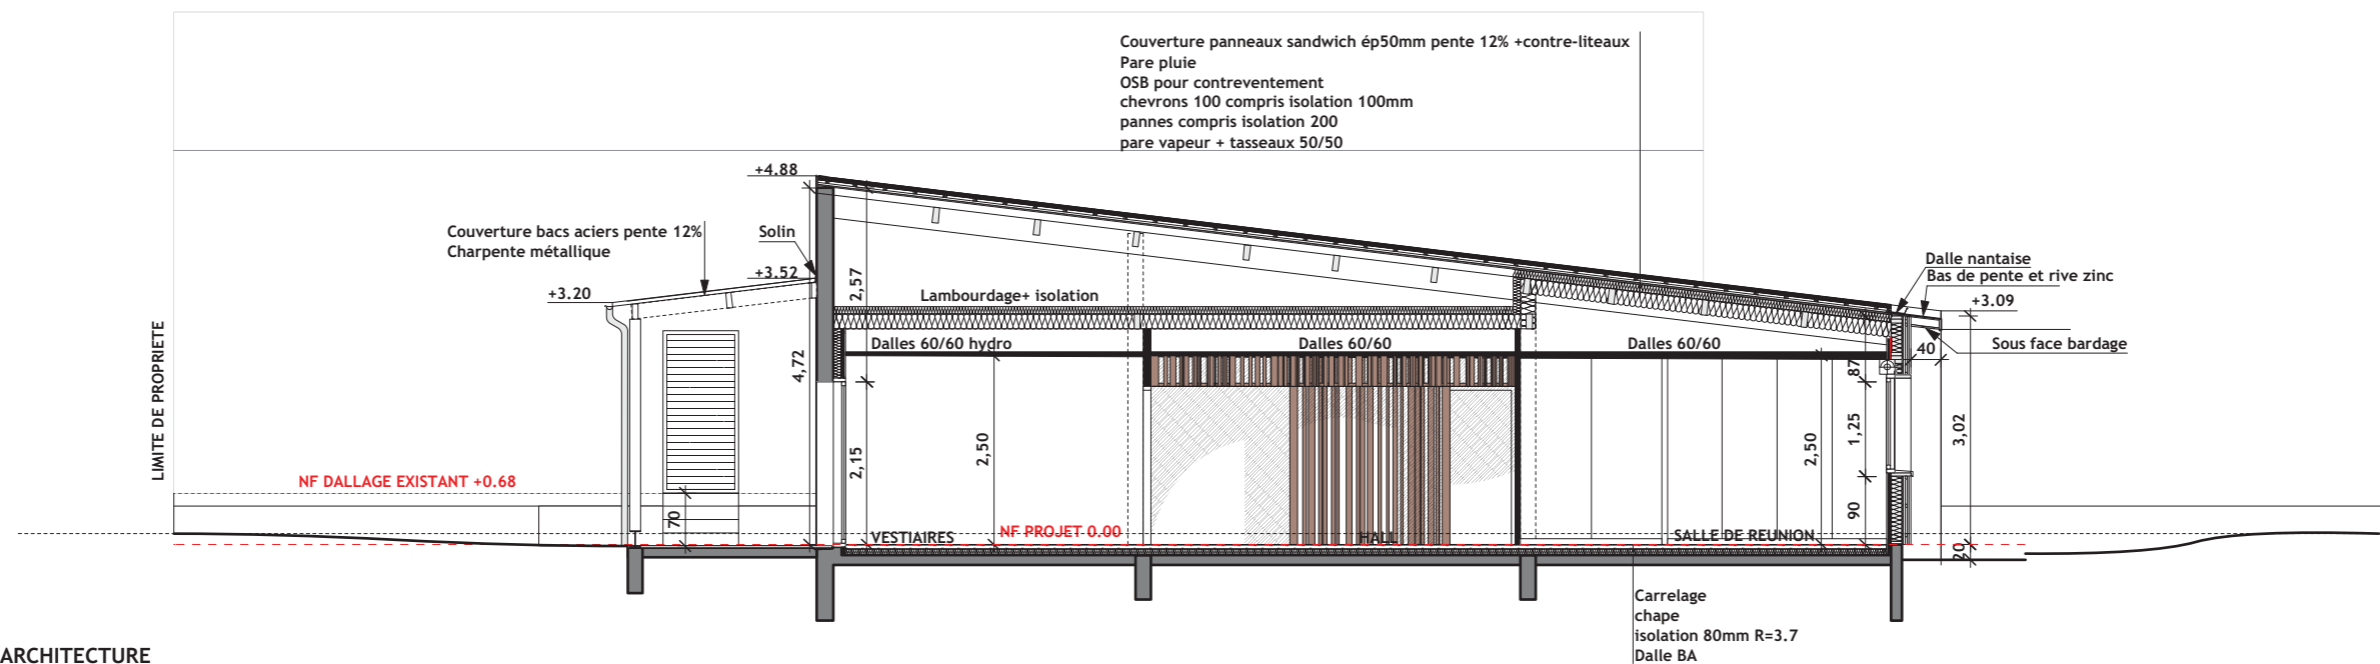 Couverture panneaux sandwich ép50mm pente 12% +contre-liteaux
Pare pluie
OSB pour contreventement
chevrons 100 compris isolation 100mm
pannes compris isolation 200
pare vapeur + tasseaux 50/50
+4.88
Couverture bacs aciers pente 12%
Charpente métallique
Solin
+3.52
+3.20
2,57
Lambourdage+ isolation
Dalle nantaise
Bas de pente et rive zinc
+3.09
Sous face bardage
40
LIMITE DE PROPRIETE
4,72
Dalles 60/60 hydro
Dalles 60/60
Dalles 60/60
87
1,25
3,02
2,15
2,50
2,50
NF DALLAGE EXISTANT +0.68
70
90
VESTIAIRES
NF PROJET 0.00
HALL
SALLE DE REUNION
20
Carrelage
chape
isolation 80mm R=3.7
Dalle BA
ARCHITECTURE